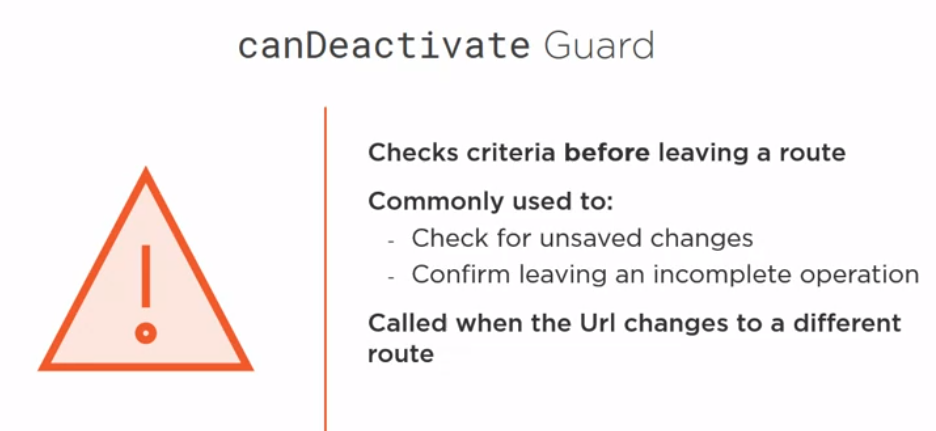 canDeactivate Guard
Checks criteria before leaving a route
Commonly used to:
- Check for unsaved changes
- Confirm leaving an incomplete operation
Called when the Url changes to a different
route